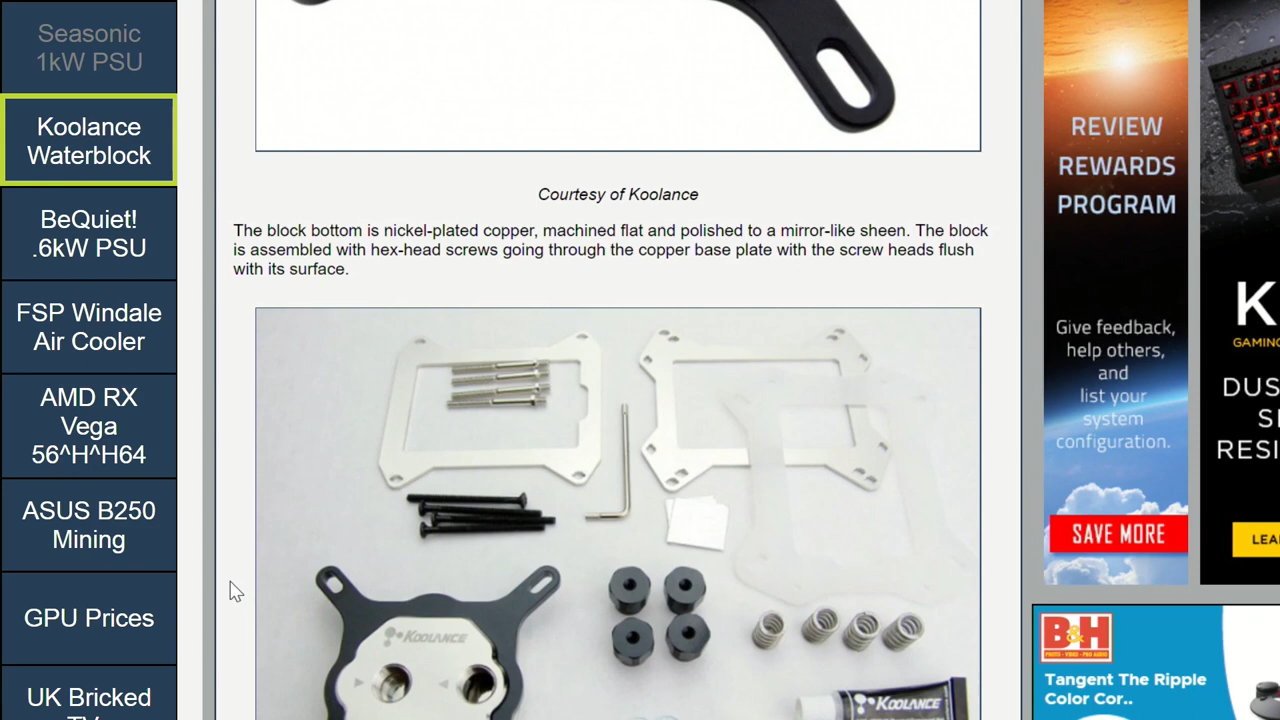 Seasonic
1kW PSU
Koolance
Waterblock
BeQuiet!
.6kW PSU
FSP Windale
Air Cooler
AMD RX
Vega
56^H^H64
ASUS B250
Mining
GPU Prices
UK Bricked
Courtesy of Koolance
The block bottom is nickel-plated copper, machined flat and polished to a mirror-like sheen. The block
is assembled with hex-head screws going through the copper base plate with the screw heads flush
with its surface.
KOOLANCE
KOOLANCE
REVIEW
REWARDS
PROGRAM
Give feedback,
help others,
and
list your
system
configuration.
SAVE MORE
K
GAMING
DUS
S
RESI
LEA
B&H
PHOTO - VIDEO - PRO AUDIO
Tangent The Ripple
Color Cor..